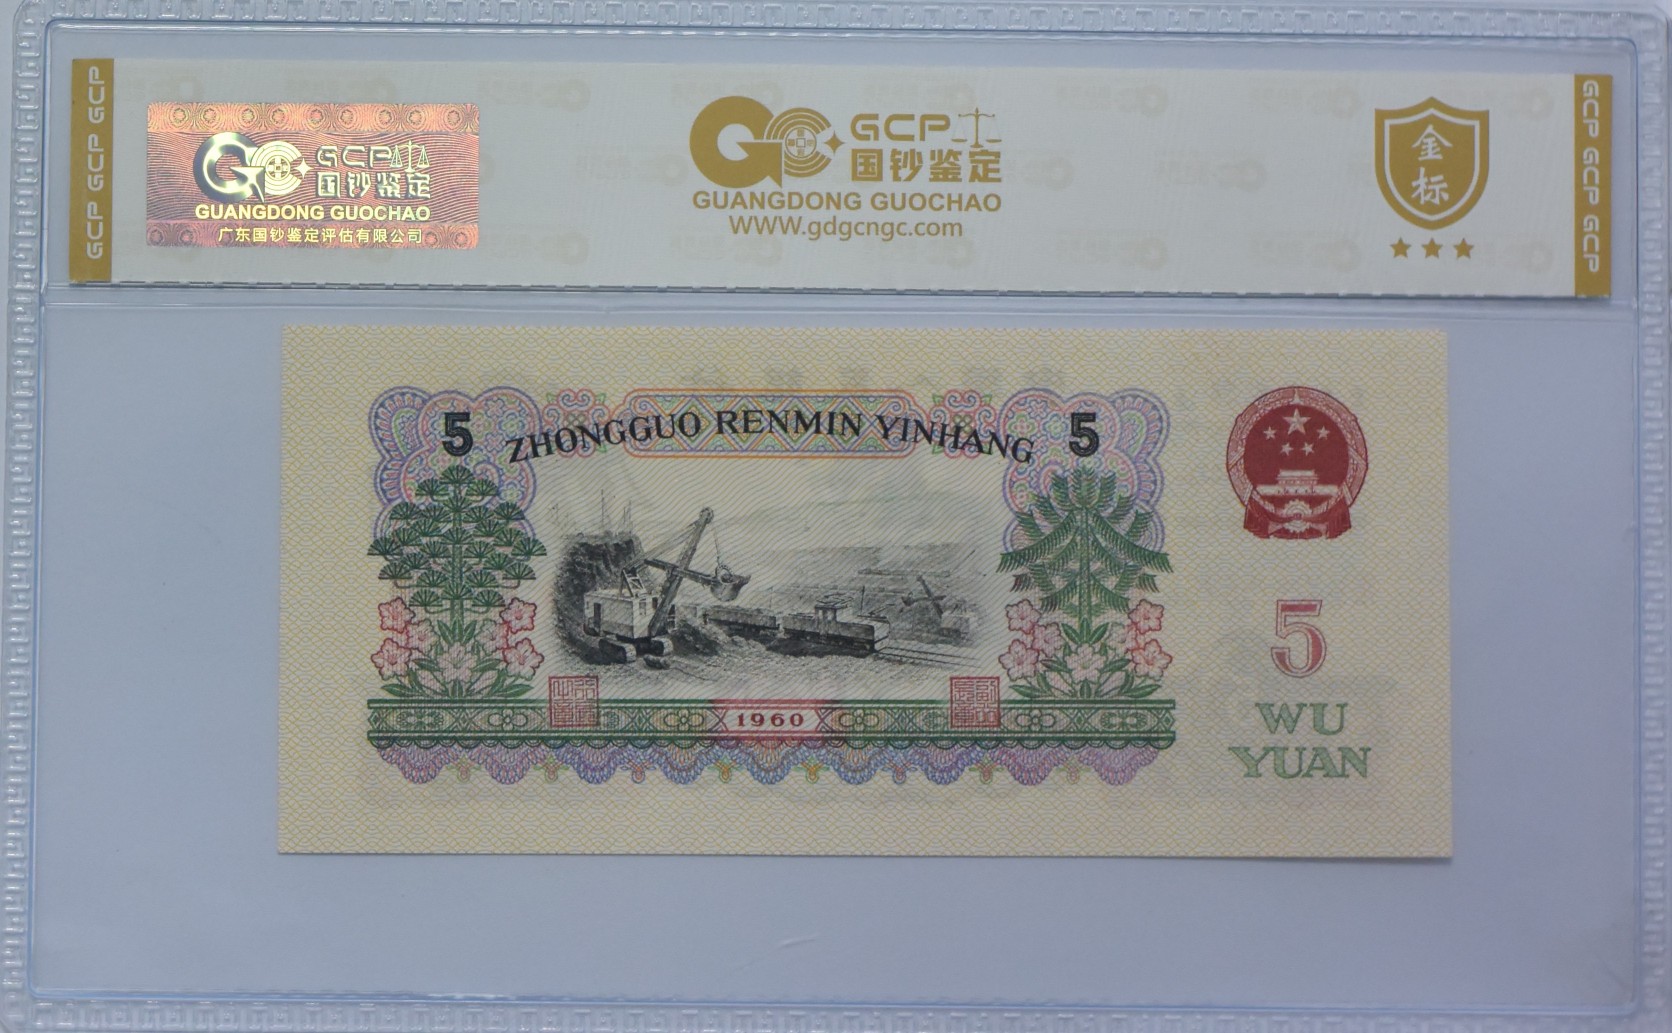 GCP GCP GCP
GCP
国钞鉴定
GUANGDONG GUOCHAO
广东国钞鉴定评估有限公司
GCP
国钞鉴定
GUANGDONG GUOCHAO
WWW.gdgcngc.com
金标
GCP GCP GCP
5
ZHONGGUO RENMIN YINHANG
5
1960
5
WU
YUAN